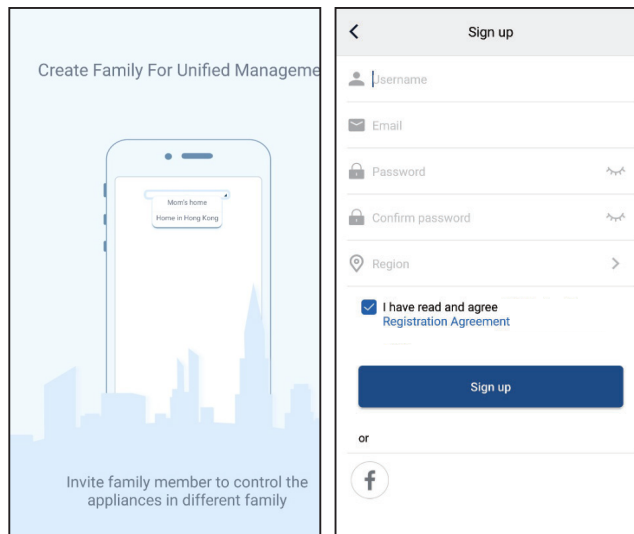 Create Family For Unified Manageme
Mom's home
Home in Hong Kong
Invite family member to control the
appliances in different family
Sign up
Username
Email
Password
Confirm password
Region
I have read and agree
Registration Agreement
Sign up
or
f